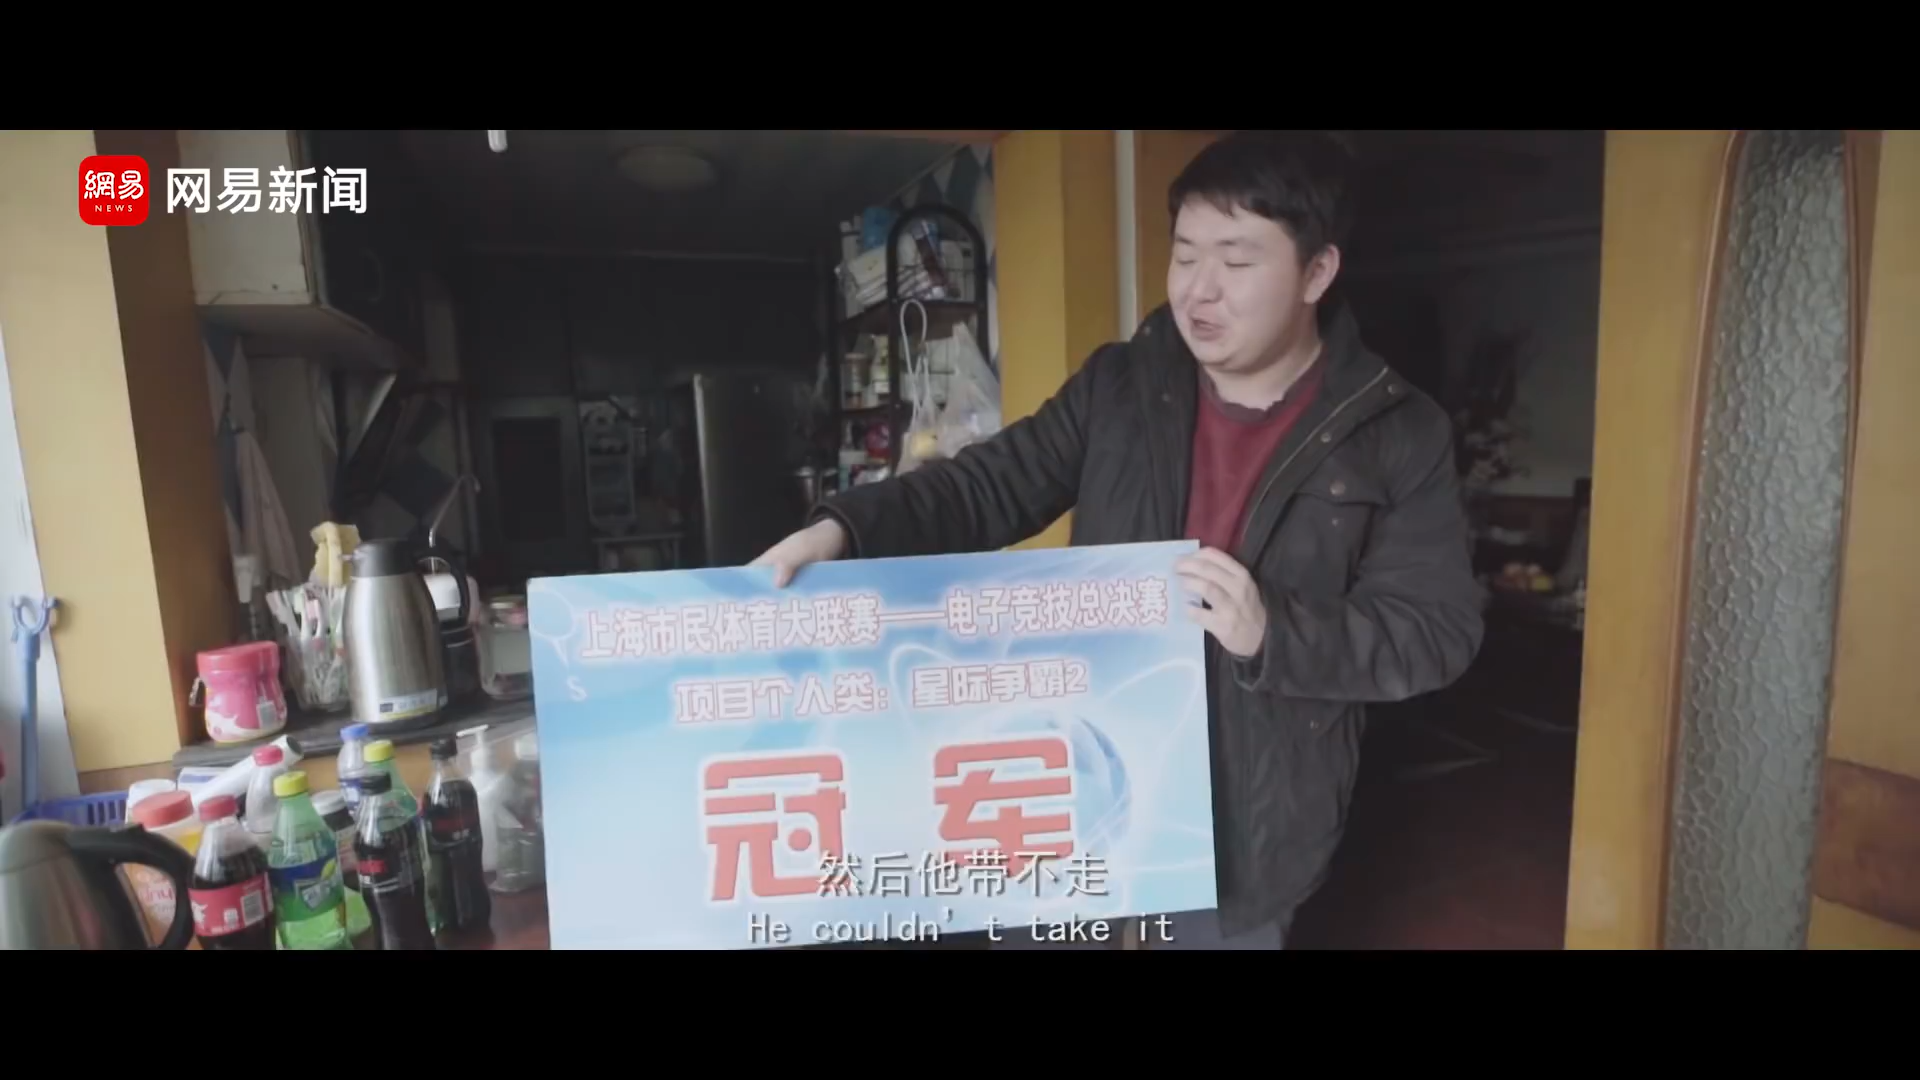 網易
NEWS
网易新闻
上海市民体育大联赛——电子竞技总决赛
项目个人类：星际争霸2
冠军
然后他带不走
He couldn't take it